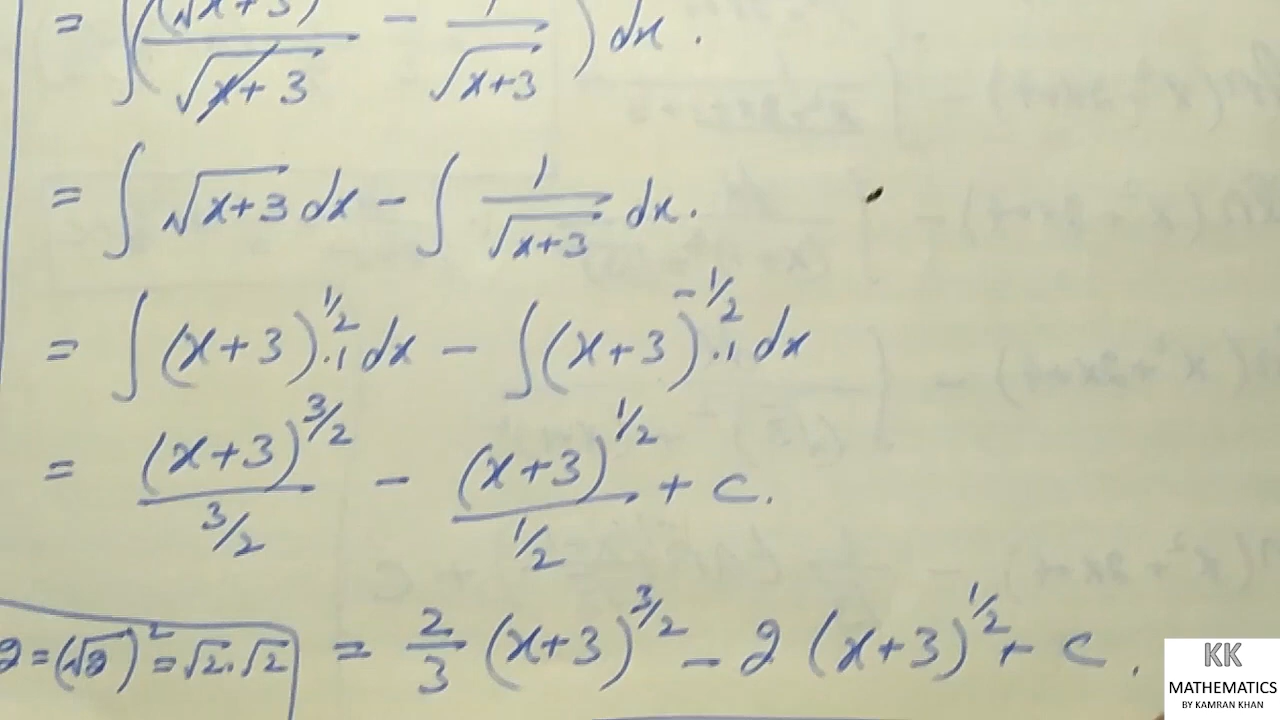 = ∫ ( (√x+3)² / √x+3 − 1 / √x+3 ) dx .
= ∫ √x+3 dx − ∫ 1 / √x+3 dx.
= ∫ (x+3)^1/2 .1 dx − ∫ (x+3)^-1/2 .1 dx
= (x+3)^3/2 / 3/2 − (x+3)^1/2 / 1/2 + c.
2 = (√2)² = √2.√2
= 2/3 (x+3)^3/2 − 2 (x+3)^1/2 + c .
KK
MATHEMATICS
BY KAMRAN KHAN